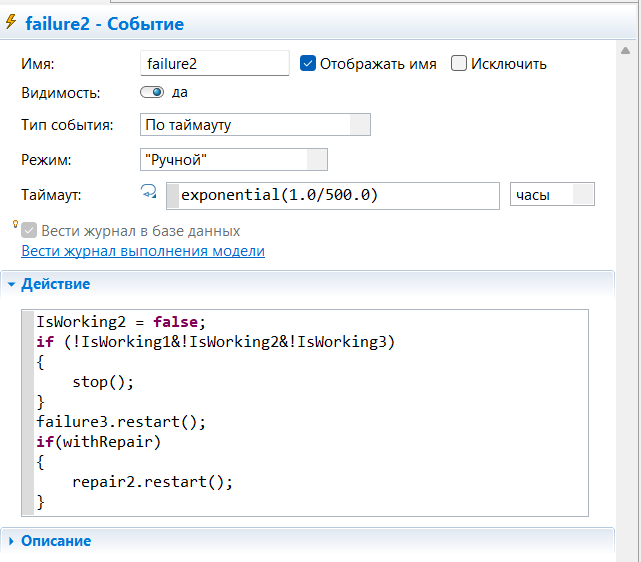 failure2 - Событие
Имя: failure2 Отображать имя Исключить
Видимость: да
Тип события: По таймауту
Режим: "Ручной"
Таймаут: exponential(1.0/500.0) часы
Вести журнал в базе данных
Вести журнал выполнения модели
Действие
IsWorking2 = false;
if (!IsWorking1&!IsWorking2&!IsWorking3)
{
    stop();
}
failure3.restart();
if(withRepair)
{
    repair2.restart();
}
Описание